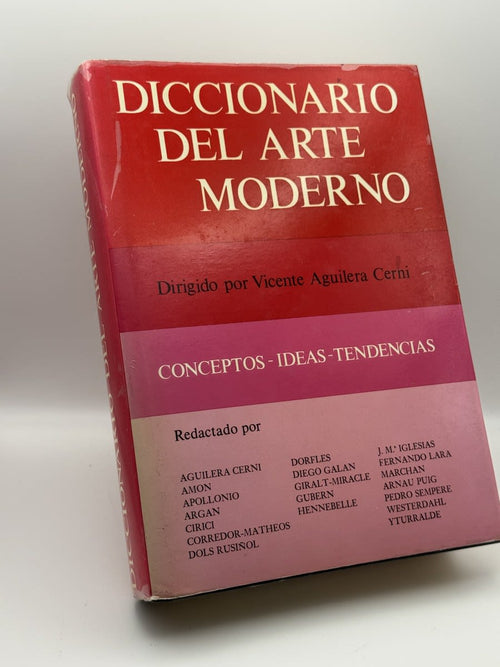 DICCIONARIO
DEL ARTE
MODERNO
Dirigido por Vicente Aguilera Cerni
CONCEPTOS - IDEAS - TENDENCIAS
Redactado por
AGUILERA CERNI
AMON
APOLLONIO
ARGAN
CIRICI
CORREDOR-MATHEOS
DOLS RUSIÑOL
DORFLES
DIEGO GALAN
GIRALT-MIRACLE
GUBERN
HENNEBELLE
J. M.ª IGLESIAS
FERNANDO LARA
MARCHAN
ARNAU PUIG
PEDRO SEMPERE
WESTERDAHL
YTURRALDE